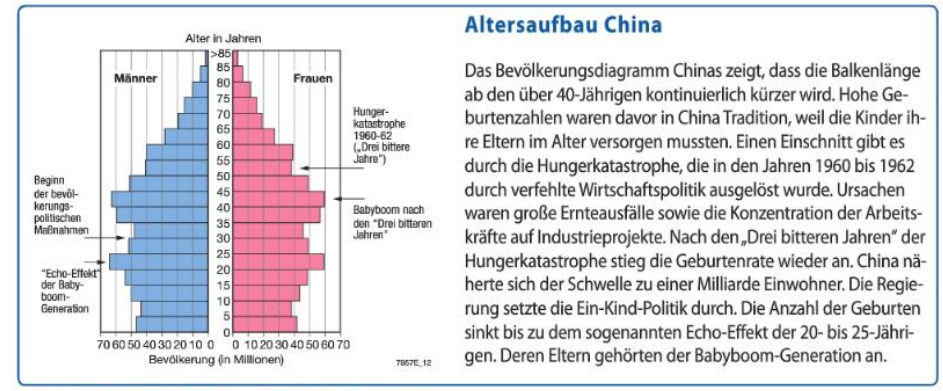 Altersaufbau China
Das Bevölkerungsdiagramm Chinas zeigt, dass die Balkenlänge
ab den über 40-Jährigen kontinuierlich kürzer wird. Hohe Ge-
burtenzahlen waren davor in China Tradition, weil die Kinder ih-
re Eltern im Alter versorgen mussten. Einen Einschnitt gibt es
durch die Hungerkatastrophe, die in den Jahren 1960 bis 1962
durch verfehlte Wirtschaftspolitik ausgelöst wurde. Ursachen
waren große Ernteausfälle sowie die Konzentration der Arbeits-
kräfte auf Industrieprojekte. Nach den „Drei bitteren Jahren“ der
Hungerkatastrophe stieg die Geburtenrate wieder an. China nä-
herte sich der Schwelle zu einer Milliarde Einwohner. Die Regie-
rung setzte die Ein-Kind-Politik durch. Die Anzahl der Geburten
sinkt bis zu dem sogenannten Echo-Effekt der 20- bis 25-Jähri-
gen. Deren Eltern gehörten der Babyboom-Generation an.
Alter in Jahren
Männer
Frauen
>85
85
80
75
70
65
60
55
50
45
40
35
30
25
20
15
10
5
0
Hunger-
katastrophe
1960-62
(„Drei bittere
Jahre“)
Babyboom nach
den "Drei bitteren
Jahren"
Beginn
der bevöl-
kerungs-
politischen
Maßnahmen
"Echo-Effekt"
der Baby-
boom-
Generation
70 60 50 40 30 20 10 0 0 10 20 30 40 50 60 70
Bevölkerung (in Millionen)
7857E_12